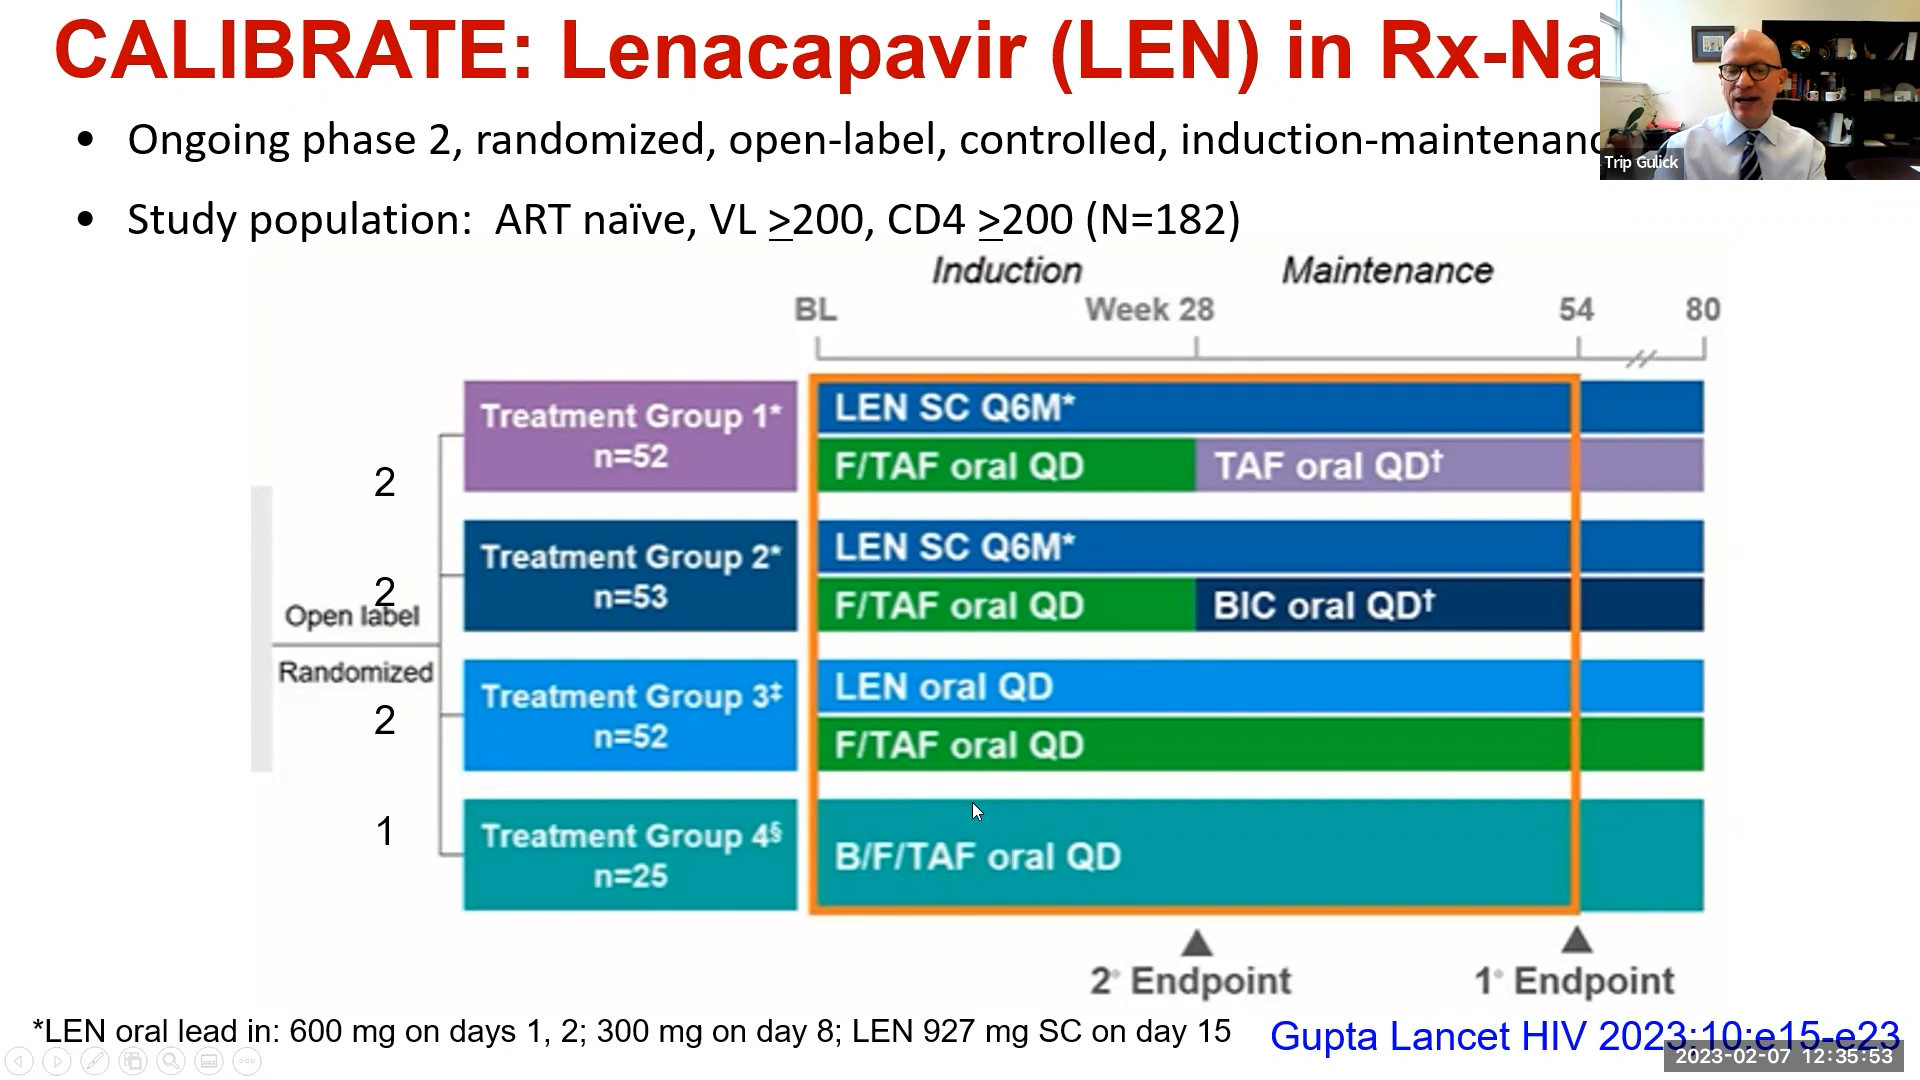 CALIBRATE: Lenacapavir (LEN) in Rx-Na
Trip Gulick
• Ongoing phase 2, randomized, open-label, controlled, induction-maintenanc
• Study population: ART naïve, VL ≥200, CD4 ≥200 (N=182)
Induction Maintenance
BL Week 28 54 80
Open label
Randomized
2
Treatment Group 1*
n=52
LEN SC Q6M*
F/TAF oral QD TAF oral QD†
2
Treatment Group 2*
n=53
LEN SC Q6M*
F/TAF oral QD BIC oral QD†
2
Treatment Group 3‡
n=52
LEN oral QD
F/TAF oral QD
1
Treatment Group 4§
n=25
B/F/TAF oral QD
2° Endpoint 1° Endpoint
*LEN oral lead in: 600 mg on days 1, 2; 300 mg on day 8; LEN 927 mg SC on day 15
Gupta Lancet HIV 2023;10:e15-e23
2023-02-07 12:35:53